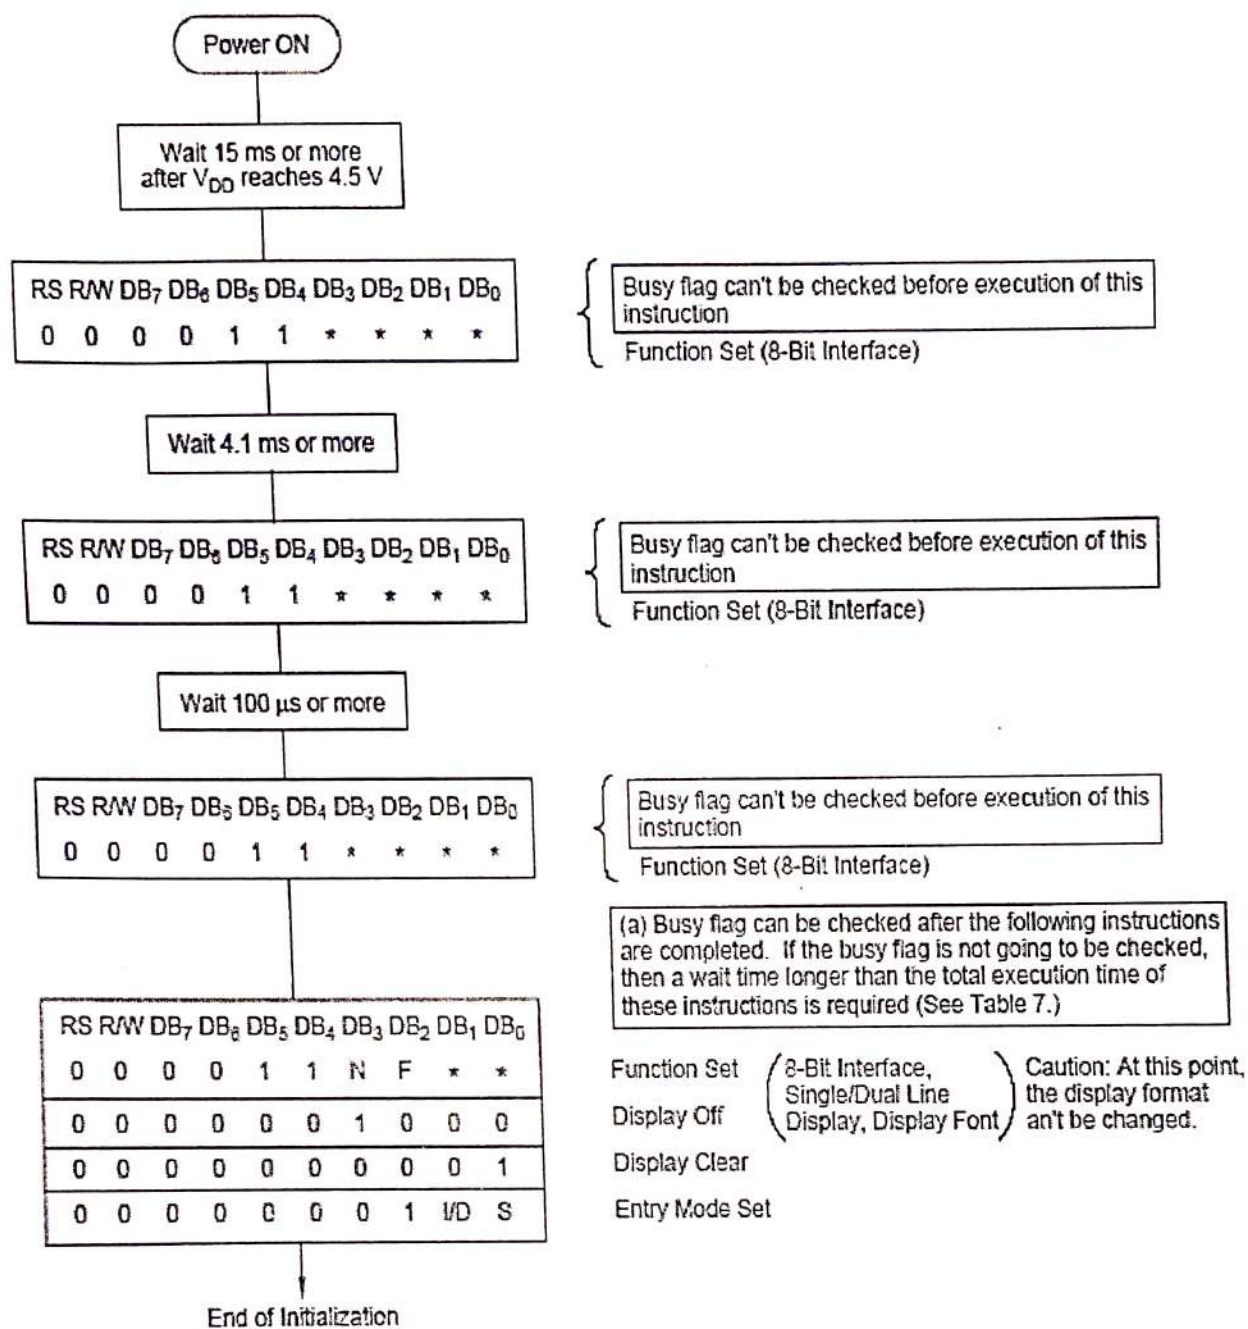 Power ON
Wait 15 ms or more
after VDD reaches 4.5 V
RS R/W DB7 DB6 DB5 DB4 DB3 DB2 DB1 DB0
0 0 0 0 1 1 * * * *
Busy flag can't be checked before execution of this
instruction
Function Set (8-Bit Interface)
Wait 4.1 ms or more
RS R/W DB7 DB6 DB5 DB4 DB3 DB2 DB1 DB0
0 0 0 0 1 1 * * * *
Busy flag can't be checked before execution of this
instruction
Function Set (8-Bit Interface)
Wait 100 µs or more
RS R/W DB7 DB6 DB5 DB4 DB3 DB2 DB1 DB0
0 0 0 0 1 1 * * * *
Busy flag can't be checked before execution of this
instruction
Function Set (8-Bit Interface)
(a) Busy flag can be checked after the following instructions
are completed. If the busy flag is not going to be checked,
then a wait time longer than the total execution time of
these instructions is required (See Table 7.)
RS R/W DB7 DB6 DB5 DB4 DB3 DB2 DB1 DB0
0 0 0 0 1 1 N F * *
0 0 0 0 0 0 1 0 0 0
0 0 0 0 0 0 0 0 0 1
0 0 0 0 0 0 0 1 I/D S
Function Set
Display Off
Display Clear
Entry Mode Set
8-Bit Interface,
Single/Dual Line
Display, Display Font
Caution: At this point,
the display format
an't be changed.
End of Initialization